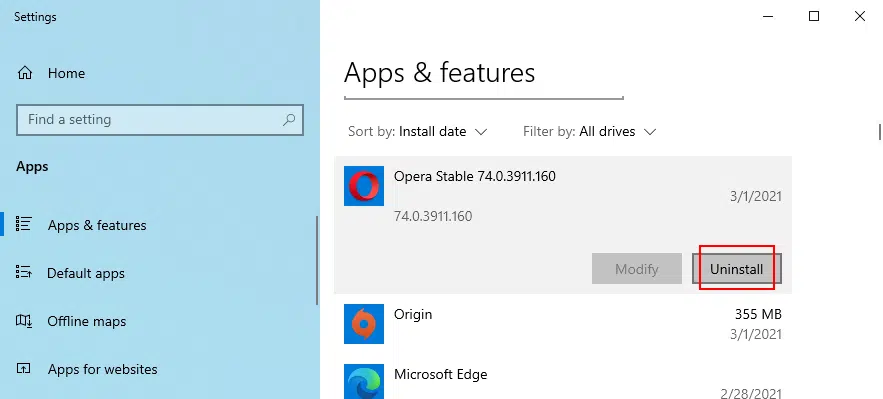 Settings
Home
Find a setting
Apps
Apps & features
Default apps
Offline maps
Apps for websites
Apps & features
Sort by: Install date
Filter by: All drives
Opera Stable 74.0.3911.160
3/1/2021
74.0.3911.160
Modify
Uninstall
Origin
355 MB
3/1/2021
Microsoft Edge
2/28/2021